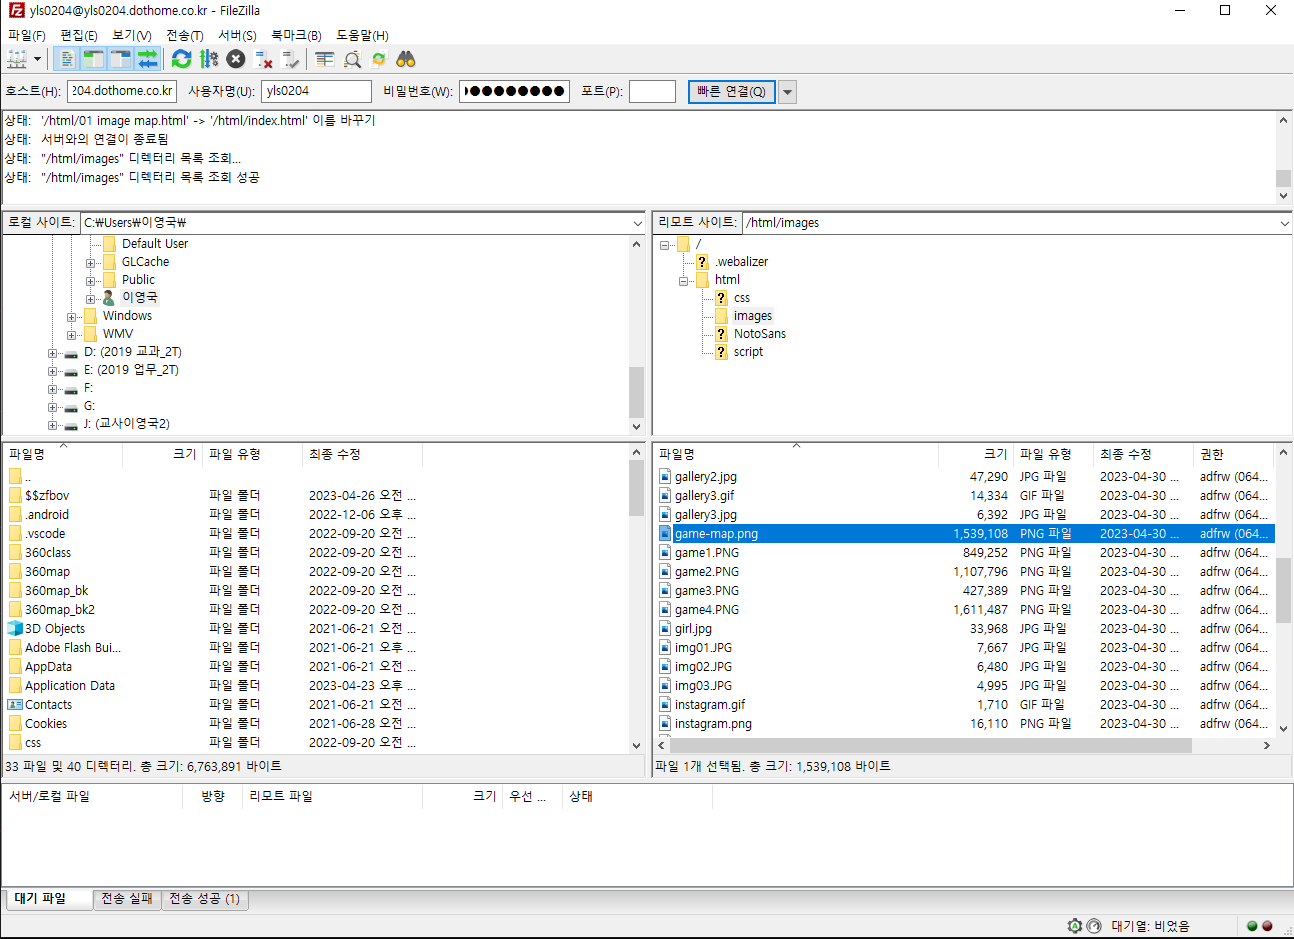 yls0204@yls0204.dothome.co.kr - FileZilla
파일(F) 편집(E) 보기(V) 전송(T) 서버(S) 북마크(B) 도움말(H)
호스트(H): 204.dothome.co.kr 사용자명(U): yls0204 비밀번호(W): ●●●●●●●●● 포트(P): 빠른 연결(Q)
상태: '/html/01 image map.html' -> '/html/index.html' 이름 바꾸기
상태: 서버와의 연결이 종료됨
상태: "/html/images" 디렉터리 목록 조회...
상태: "/html/images" 디렉터리 목록 조회 성공
로컬 사이트: C:₩Users₩이영국₩
Default User
GLCache
Public
이영국
Windows
WMV
D: (2019 교과_2T)
E: (2019 업무_2T)
F:
G:
J: (교사이영국2)
리모트 사이트: /html/images
/
.webalizer
html
css
images
NotoSans
script
파일명 크기 파일 유형 최종 수정
..
$$zfbov 파일 폴더 2023-04-26 오전 ...
.android 파일 폴더 2022-12-06 오후 ...
.vscode 파일 폴더 2022-09-20 오전 ...
360class 파일 폴더 2022-09-20 오전 ...
360map 파일 폴더 2022-09-20 오전 ...
360map_bk 파일 폴더 2022-09-20 오전 ...
360map_bk2 파일 폴더 2022-09-20 오전 ...
3D Objects 파일 폴더 2021-06-21 오전 ...
Adobe Flash Bui... 파일 폴더 2021-06-21 오후 ...
AppData 파일 폴더 2021-06-21 오전 ...
Application Data 파일 폴더 2023-04-23 오후 ...
Contacts 파일 폴더 2021-06-21 오전 ...
Cookies 파일 폴더 2021-06-28 오전 ...
css 파일 폴더 2022-09-20 오전 ...
33 파일 및 40 디렉터리. 총 크기: 6,763,891 바이트
파일명 크기 파일 유형 최종 수정 권한
gallery2.jpg 47,290 JPG 파일 2023-04-30 ... adfrw (064...
gallery3.gif 14,334 GIF 파일 2023-04-30 ... adfrw (064...
gallery3.jpg 6,392 JPG 파일 2023-04-30 ... adfrw (064...
game-map.png 1,539,108 PNG 파일 2023-04-30 ... adfrw (064...
game1.PNG 849,252 PNG 파일 2023-04-30 ... adfrw (064...
game2.PNG 1,107,796 PNG 파일 2023-04-30 ... adfrw (064...
game3.PNG 427,389 PNG 파일 2023-04-30 ... adfrw (064...
game4.PNG 1,611,487 PNG 파일 2023-04-30 ... adfrw (064...
girl.jpg 33,968 JPG 파일 2023-04-30 ... adfrw (064...
img01.JPG 7,667 JPG 파일 2023-04-30 ... adfrw (064...
img02.JPG 6,480 JPG 파일 2023-04-30 ... adfrw (064...
img03.JPG 4,995 JPG 파일 2023-04-30 ... adfrw (064...
instagram.gif 1,710 GIF 파일 2023-04-30 ... adfrw (064...
instagram.png 16,110 PNG 파일 2023-04-30 ... adfrw (064...
파일 1개 선택됨. 총 크기: 1,539,108 바이트
서버/로컬 파일 방향 리모트 파일 크기 우선 ... 상태
대기 파일 전송 실패 전송 성공 (1)
대기열: 비었음